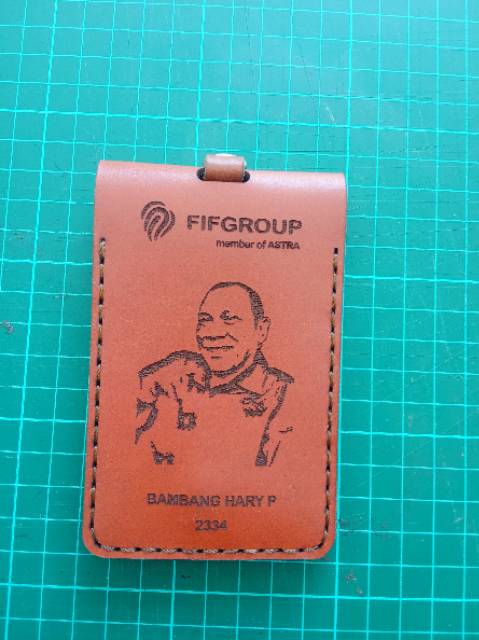 FIFGROUP
member of ASTRA
BAMBANG HARY P
2334